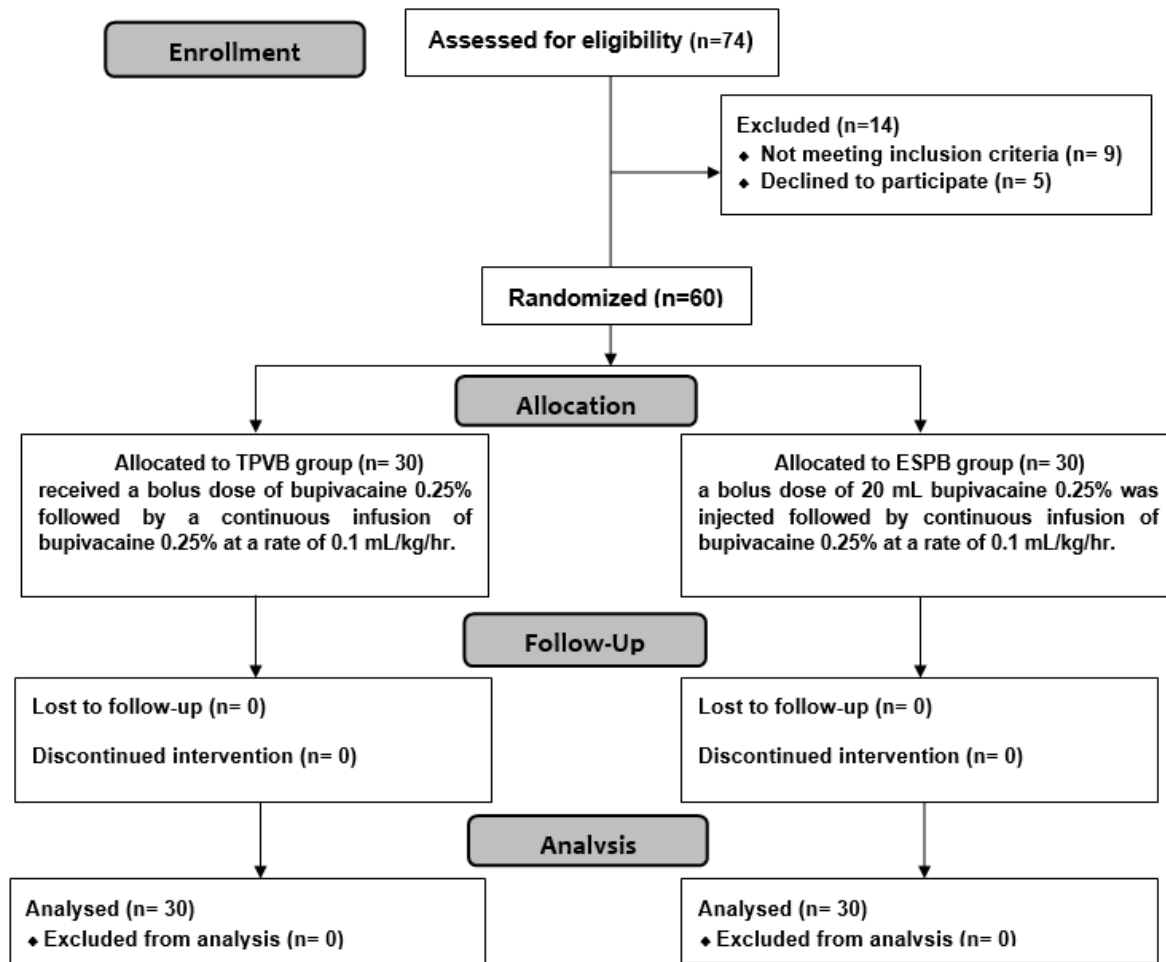 Enrollment
Assessed for eligibility (n=74)
Excluded (n=14)
⬥ Not meeting inclusion criteria (n= 9)
⬥ Declined to participate (n= 5)
Randomized (n=60)
Allocation
Allocated to TPVB group (n= 30)
received a bolus dose of bupivacaine 0.25%
followed by a continuous infusion of
bupivacaine 0.25% at a rate of 0.1 mL/kg/hr.
Allocated to ESPB group (n= 30)
a bolus dose of 20 mL bupivacaine 0.25% was
injected followed by continuous infusion of
bupivacaine 0.25% at a rate of 0.1 mL/kg/hr.
Follow-Up
Lost to follow-up (n= 0)
Discontinued intervention (n= 0)
Lost to follow-up (n= 0)
Discontinued intervention (n= 0)
Analysis
Analysed (n= 30)
⬥ Excluded from analysis (n= 0)
Analysed (n= 30)
⬥ Excluded from analysis (n= 0)